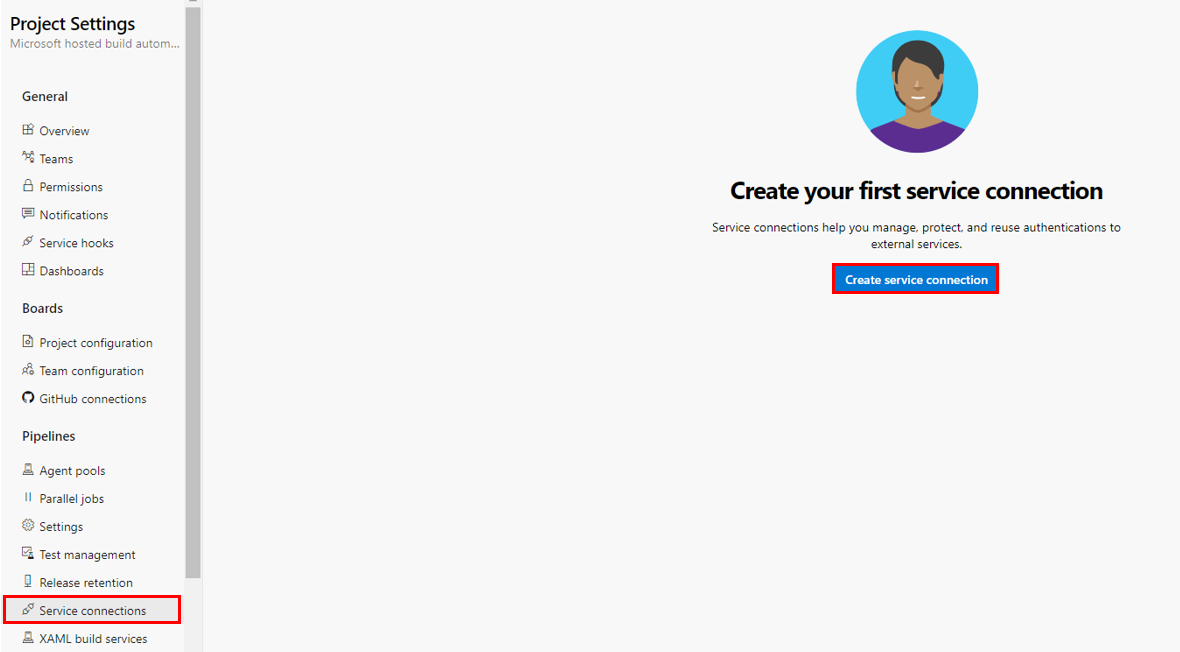 Project Settings
Microsoft hosted build autom...
General
Overview
Teams
Permissions
Notifications
Service hooks
Dashboards
Boards
Project configuration
Team configuration
GitHub connections
Pipelines
Agent pools
Parallel jobs
Settings
Test management
Release retention
Service connections
XAML build services
Create your first service connection
Service connections help you manage, protect, and reuse authentications to
external services.
Create service connection